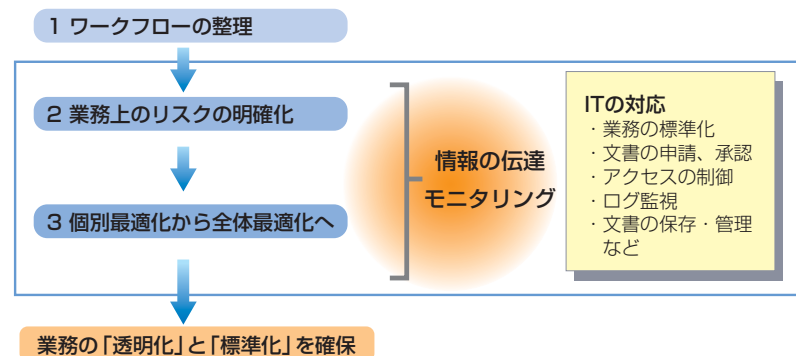 1 ワークフローの整理
2 業務上のリスクの明確化
3 個別最適化から全体最適化へ
情報の伝達
モニタリング
ITの対応
・業務の標準化
・文書の申請、承認
・アクセスの制御
・ログ監視
・文書の保存・管理
など
業務の「透明化」と「標準化」を確保